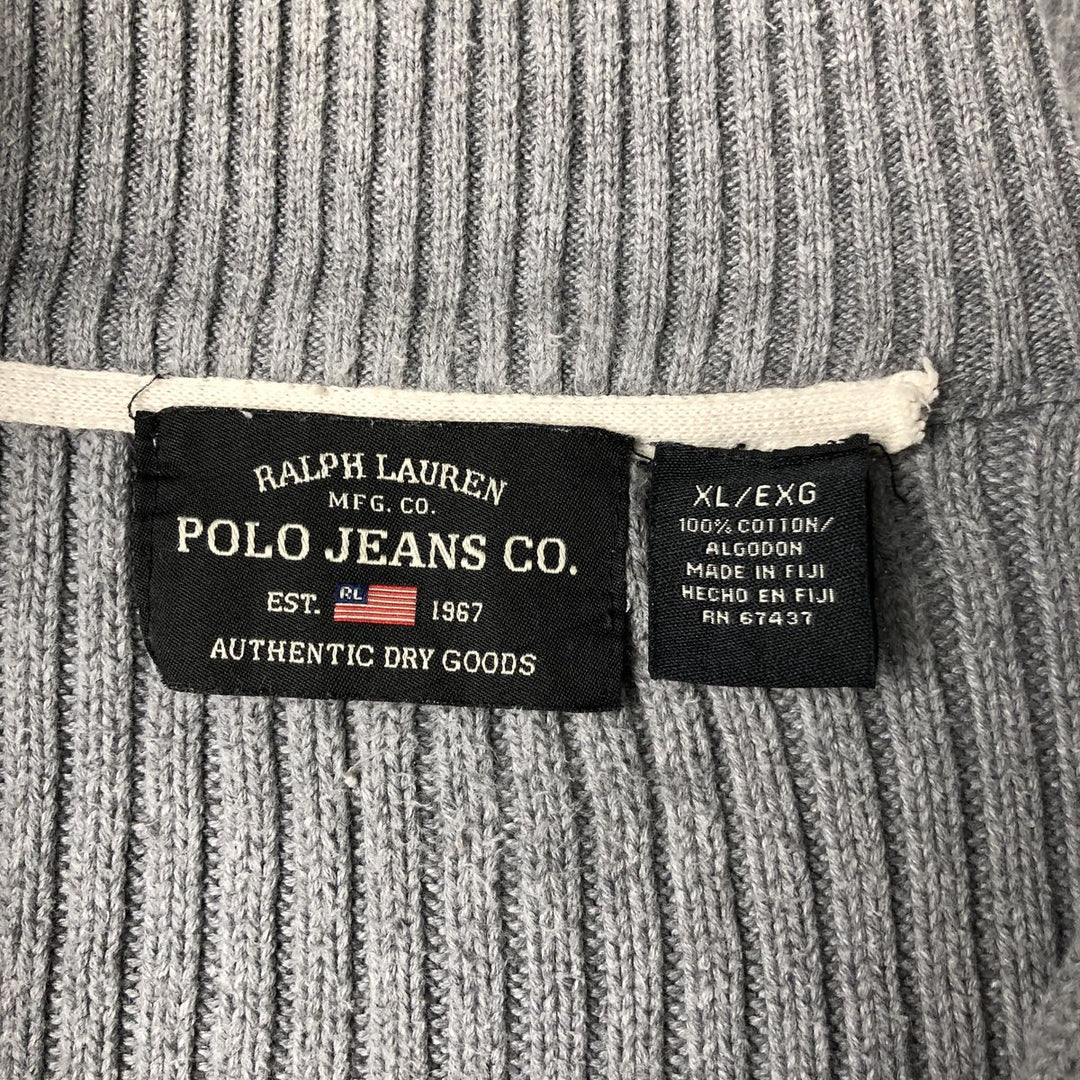 RALPH LAUREN
MFG. CO.
POLO JEANS CO.
EST. RL 1967
AUTHENTIC DRY GOODS
XL/EXG
100% COTTON/
ALGODON
MADE IN FIJI
HECHO EN FIJI
RN 67437